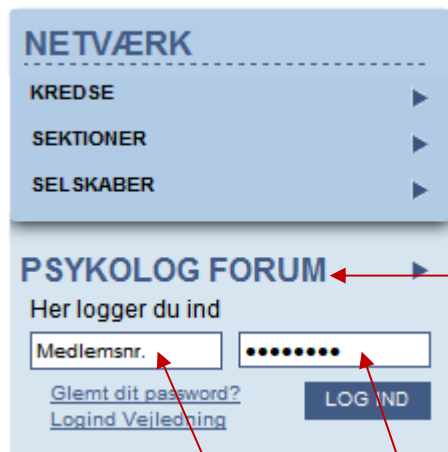 NETVÆRK
KREDSE
SEKTIONER
SELSKABER
PSYKOLOG FORUM
Her logger du ind
Medlemsnr. ••••••••
Glemt dit password?
LOG IND
Logind Vejledning